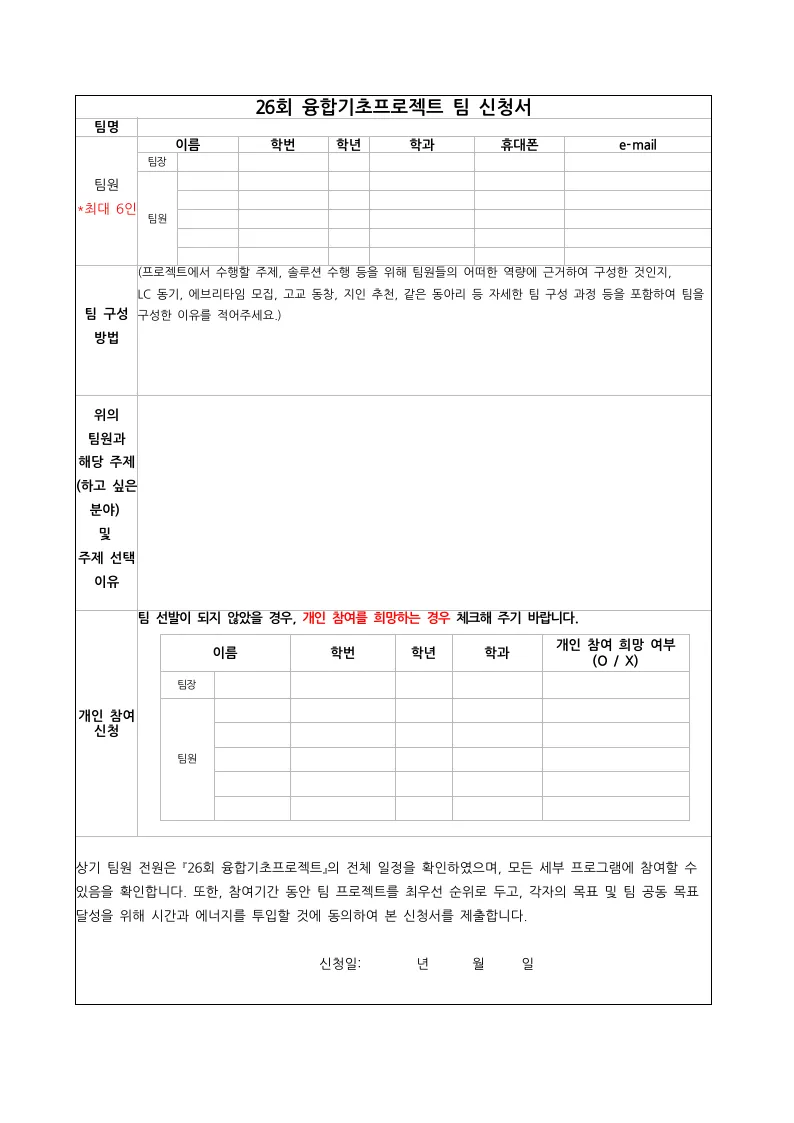 26회 융합기초프로젝트 팀 신청서
팀명
이름 학번 학년 학과 휴대폰 e-mail
팀장
팀원
*최대 6인
팀원
팀 구성
방법
(프로젝트에서 수행할 주제, 솔루션 수행 등을 위해 팀원들의 어떠한 역량에 근거하여 구성한 것인지,
LC 동기, 에브리타임 모집, 고교 동창, 지인 추천, 같은 동아리 등 자세한 팀 구성 과정 등을 포함하여 팀을
구성한 이유를 적어주세요.)
위의
팀원과
해당 주제
(하고 싶은
분야)
및
주제 선택
이유
개인 참여
신청
팀 선발이 되지 않았을 경우, 개인 참여를 희망하는 경우 체크해 주기 바랍니다.
이름 학번 학년 학과 개인 참여 희망 여부
(O / X)
팀장
팀원
상기 팀원 전원은 『26회 융합기초프로젝트』의 전체 일정을 확인하였으며, 모든 세부 프로그램에 참여할 수
있음을 확인합니다. 또한, 참여기간 동안 팀 프로젝트를 최우선 순위로 두고, 각자의 목표 및 팀 공동 목표
달성을 위해 시간과 에너지를 투입할 것에 동의하여 본 신청서를 제출합니다.
신청일: 년 월 일